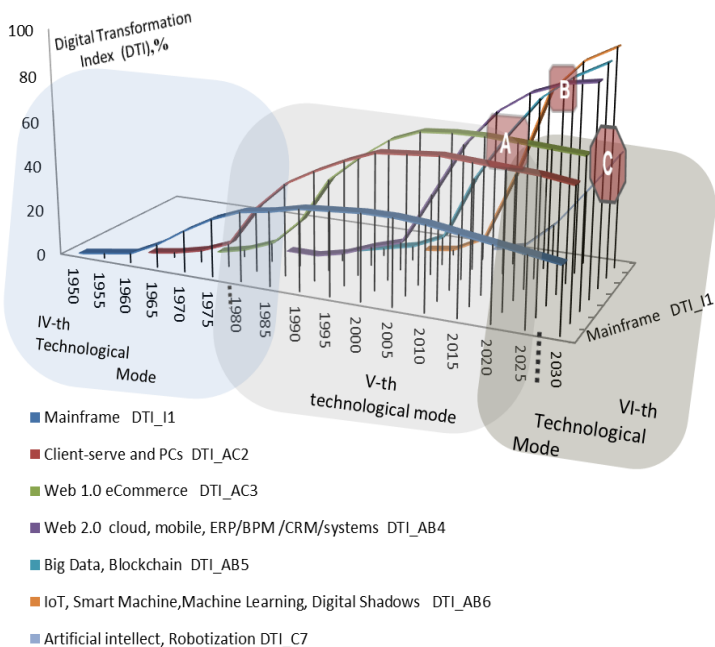 Digital Transformation
Index (DTI),%
100
80
60
40
20
0
A
B
C
1950
1955
1960
1965
1970
1975
1980
1985
1990
1995
2000
2005
2010
2015
2020
2025
2030
Mainframe DTI_I1
IV-th
Technological
Mode
V-th
technological mode
VI-th
Technological
Mode
Mainframe DTI_I1
Client-serve and PCs DTI_AC2
Web 1.0 eCommerce DTI_AC3
Web 2.0 cloud, mobile, ERP/BPM /CRM/systems DTI_AB4
Big Data, Blockchain DTI_AB5
IoT, Smart Machine,Machine Learning, Digital Shadows DTI_AB6
Artificial intellect, Robotization DTI_C7